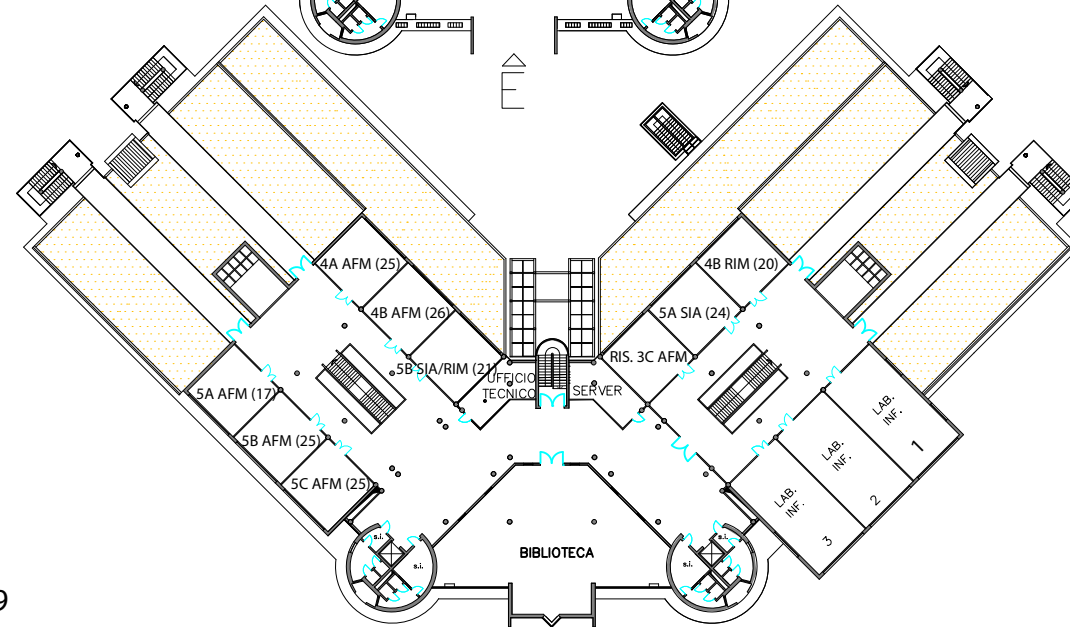 Ê
4A AFM (25)
4B RIM (20)
4B AFM (26)
5A SIA (24)
5B SIA/RIM (21)
RIS. 3C AFM
UFFICIO
TECNICO
SERVER
5A AFM (17)
5B AFM (25)
5C AFM (25)
LAB.
INF.
1
LAB.
INF.
2
LAB.
INF.
3
s.i.
s.i.
s.i.
s.i.
BIBLIOTECA
9